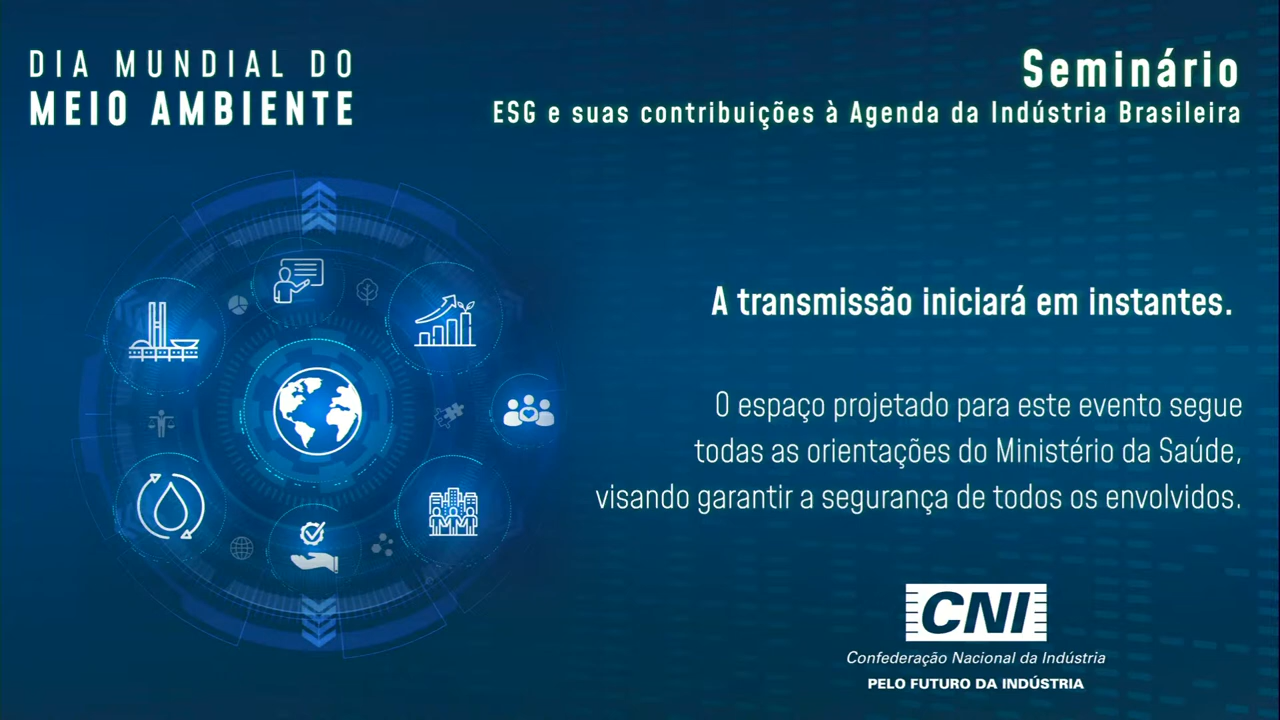 DIA MUNDIAL DO
MEIO AMBIENTE
Seminário
ESG e suas contribuições à Agenda da Indústria Brasileira
A transmissão iniciará em instantes.
O espaço projetado para este evento segue
todas as orientações do Ministério da Saúde,
visando garantir a segurança de todos os envolvidos.
CNI
Confederação Nacional da Indústria
PELO FUTURO DA INDÚSTRIA